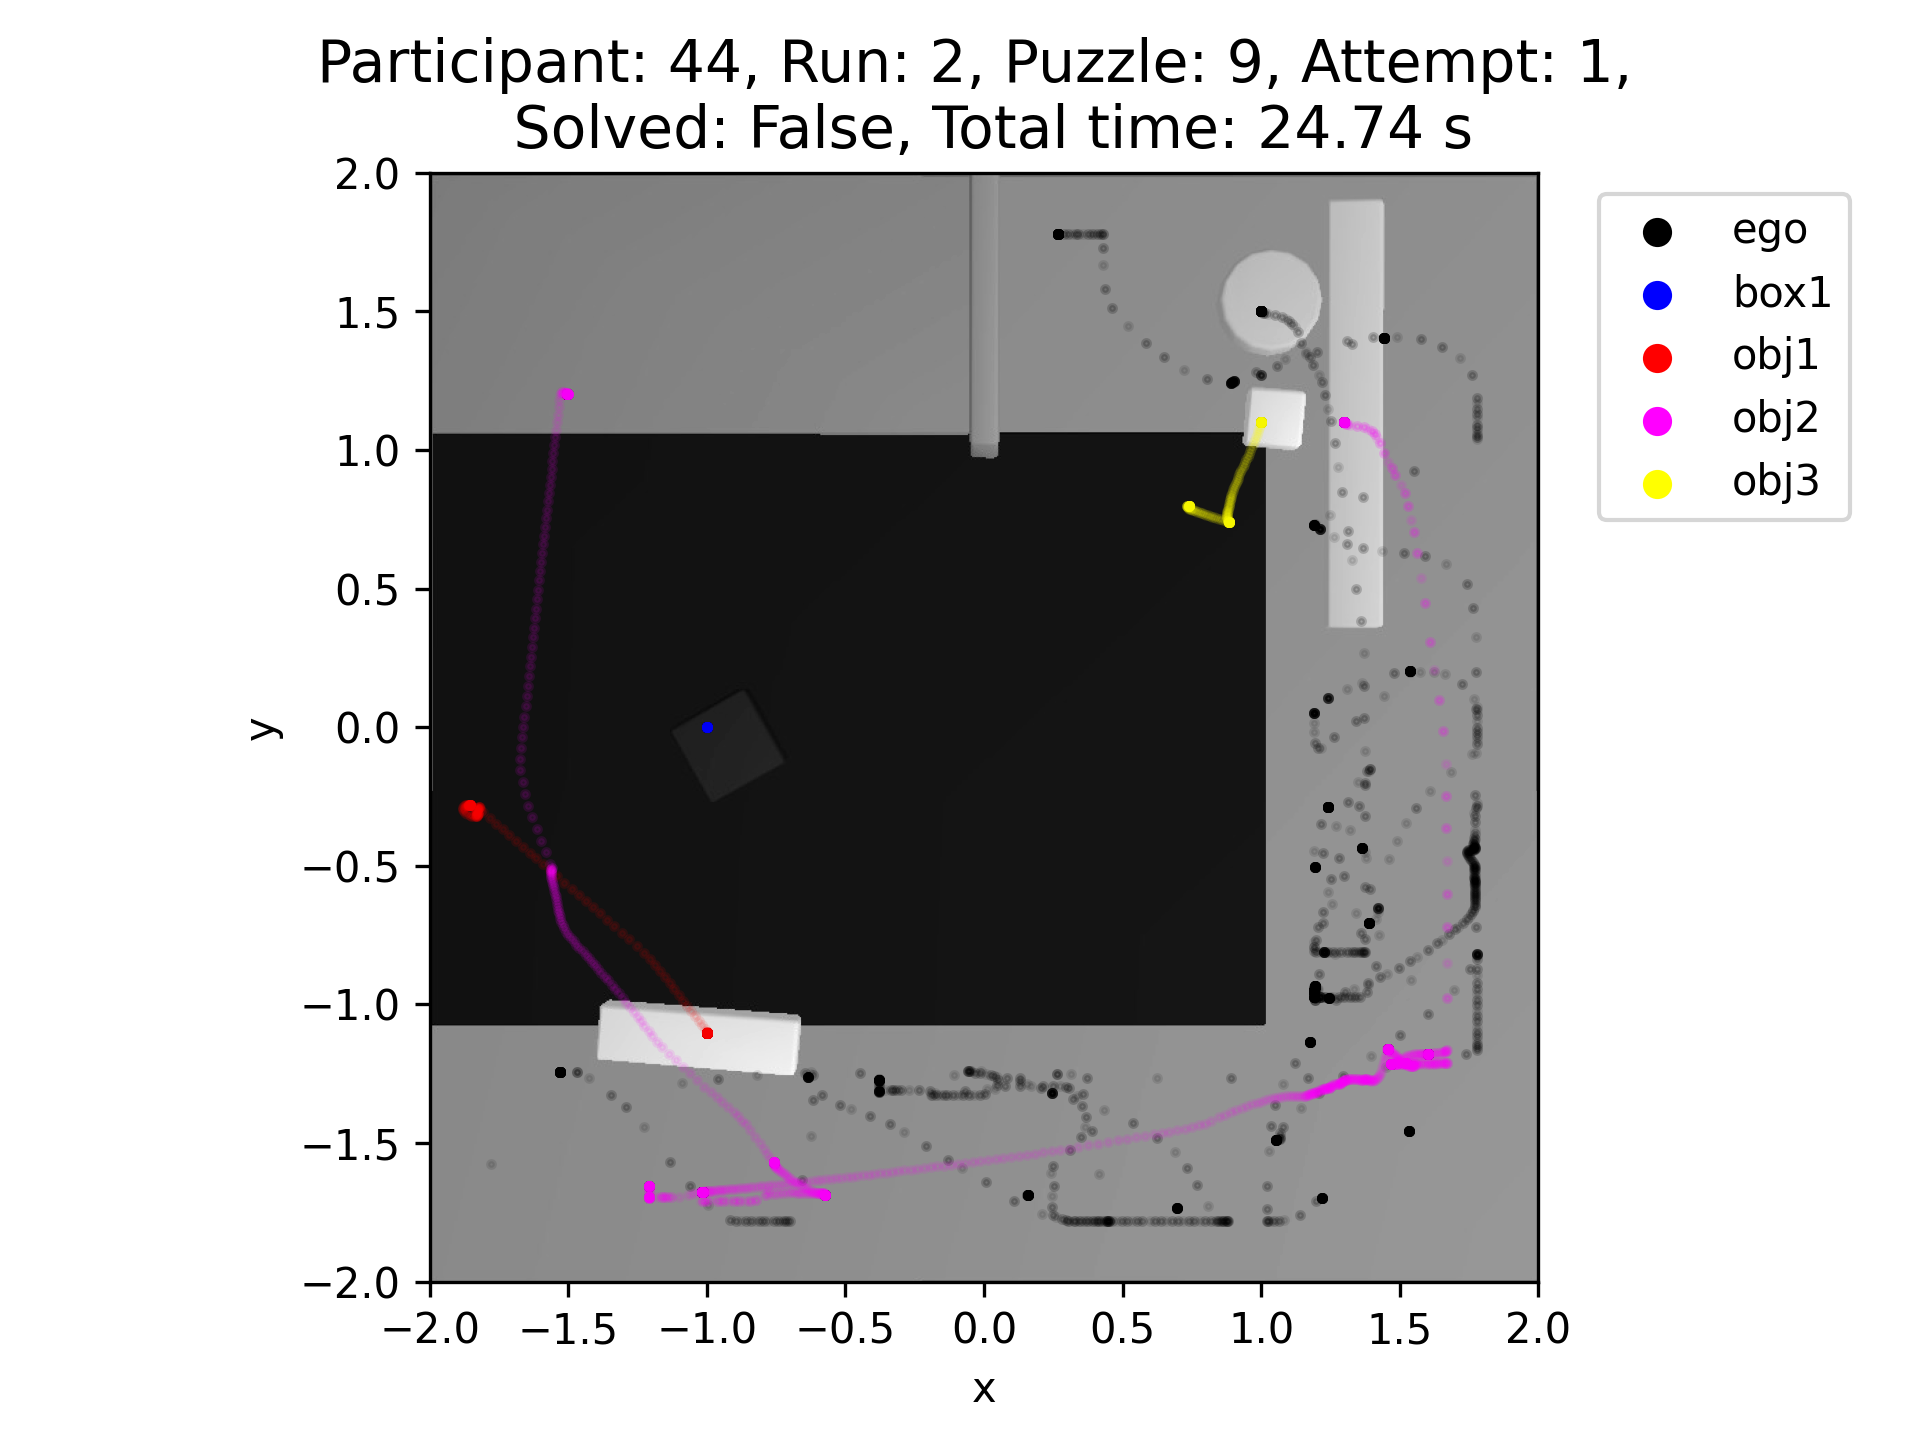 Participant: 44, Run: 2, Puzzle: 9, Attempt: 1,
Solved: False, Total time: 24.74 s
2.0
1.5
1.0
0.5
0.0
−0.5
−1.0
−1.5
−2.0
y
−2.0 −1.5 −1.0 −0.5 0.0 0.5 1.0 1.5 2.0
x
ego
box1
obj1
obj2
obj3